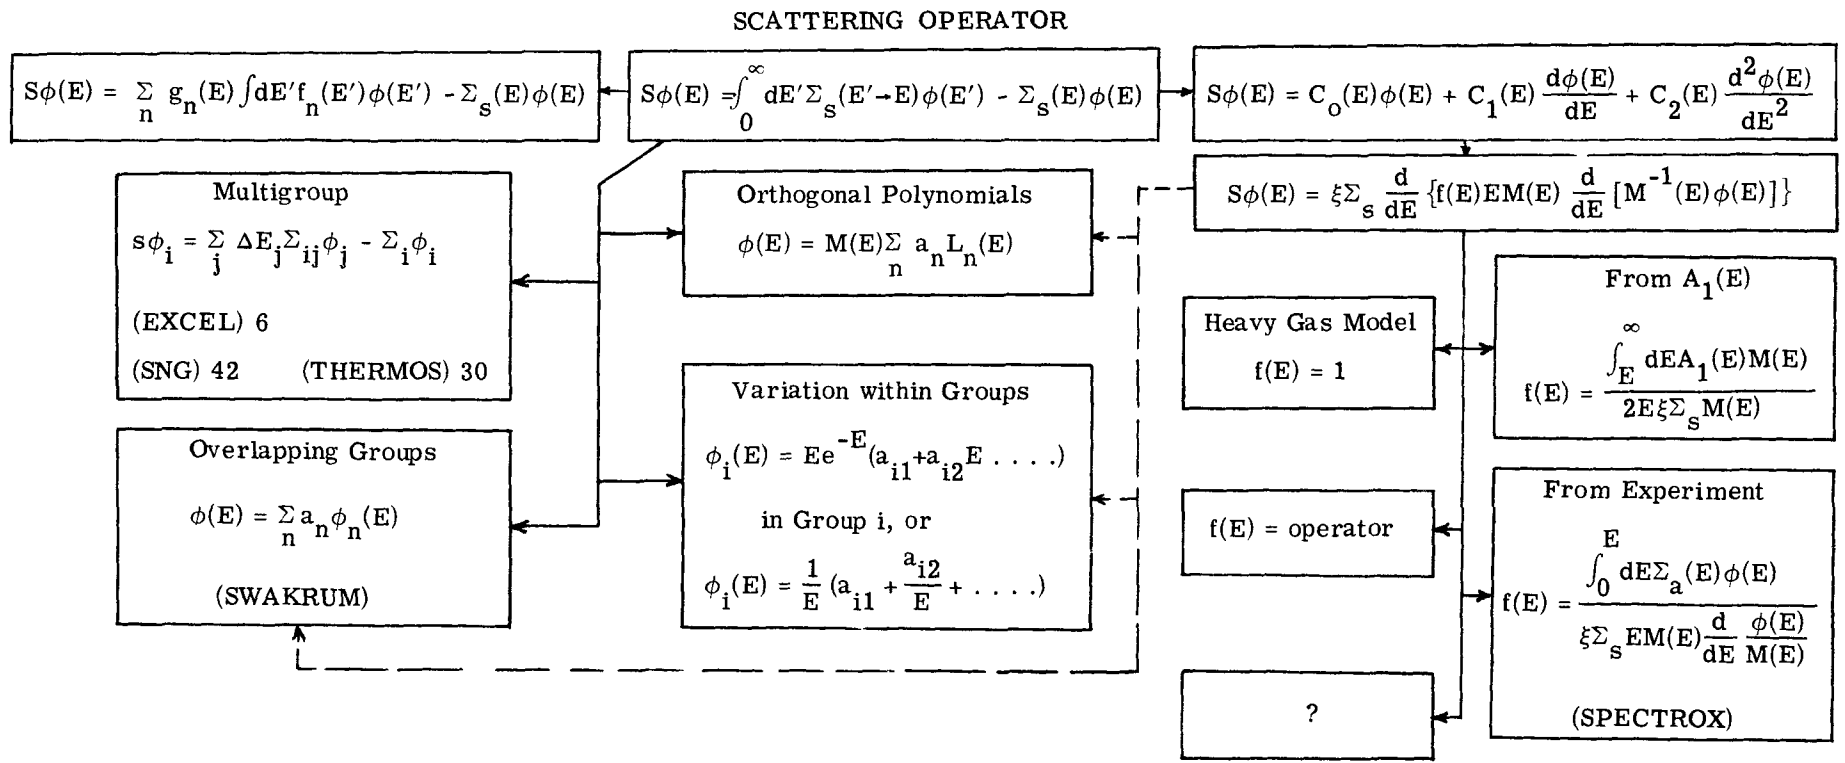 SCATTERING OPERATOR
Sϕ(E) = Σ_n g_n(E)∫dE'f_n(E')ϕ(E') - Σ_s(E)ϕ(E)
Sϕ(E) = ∫_0^∞ dE'Σ_s(E'→E)ϕ(E') - Σ_s(E)ϕ(E)
Sϕ(E) = C_o(E)ϕ(E) + C_1(E) dϕ(E)/dE + C_2(E) d^2ϕ(E)/dE^2
Sϕ(E) = ξΣ_s d/dE {f(E)EM(E) d/dE [M^-1(E)ϕ(E)]}
Multigroup
sϕ_i = Σ_j ΔE_jΣ_ijϕ_j - Σ_iϕ_i
(EXCEL) 6
(SNG) 42 (THERMOS) 30
Orthogonal Polynomials
ϕ(E) = M(E)Σ_n a_nL_n(E)
Overlapping Groups
ϕ(E) = Σ_n a_nϕ_n(E)
(SWAKRUM)
Variation within Groups
ϕ_i(E) = Ee^-E(a_i1+a_i2E . . . .)
in Group i, or
ϕ_i(E) = 1/E (a_i1 + a_i2/E + . . . .)
Heavy Gas Model
f(E) = 1
From A_1(E)
f(E) = ∫_E^∞ dEA_1(E)M(E) / 2EξΣ_sM(E)
f(E) = operator
From Experiment
f(E) = ∫_0^E dEΣ_a(E)ϕ(E) / ξΣ_sEM(E) d/dE ϕ(E)/M(E)
(SPECTROX)
?